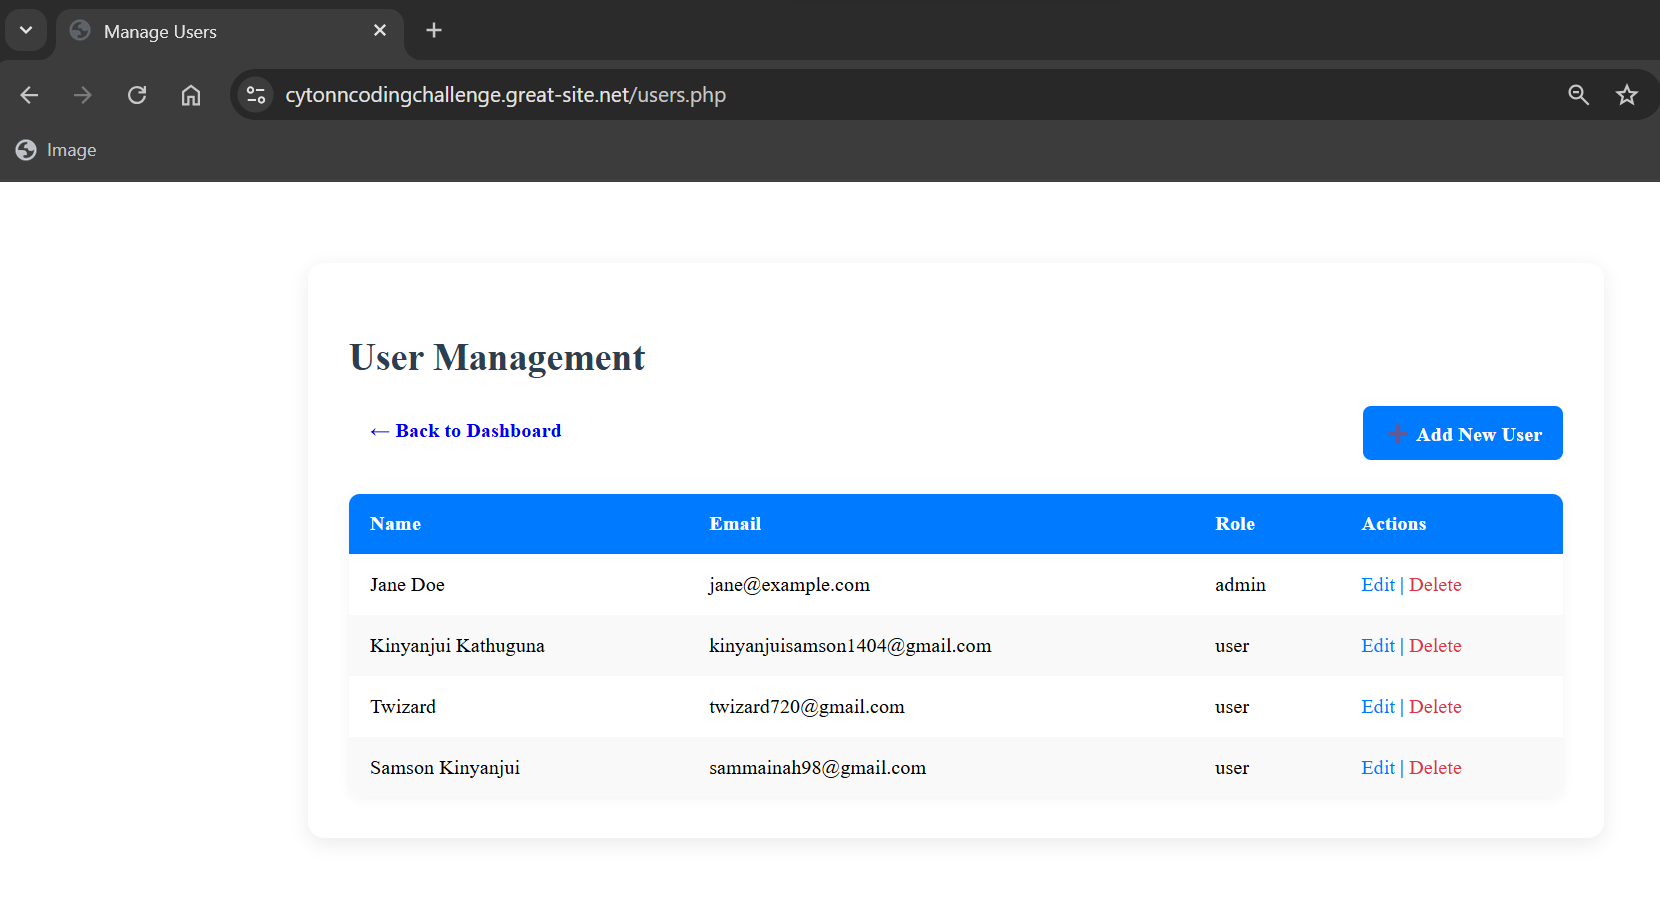 Manage Users
cytonncodingchallenge.great-site.net/users.php
Image
User Management
← Back to Dashboard
➕ Add New User
Name Email Role Actions
Jane Doe jane@example.com admin Edit | Delete
Kinyanjui Kathuguna kinyanjuisamson1404@gmail.com user Edit | Delete
Twizard twizard720@gmail.com user Edit | Delete
Samson Kinyanjui sammainah98@gmail.com user Edit | Delete